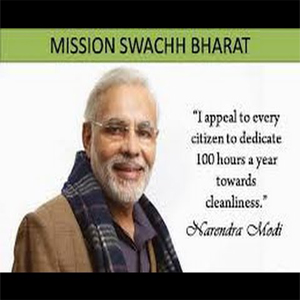 MISSION SWACHH BHARAT
"I appeal to every
citizen to dedicate
100 hours a year
towards
cleanliness."
Narendra Modi